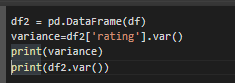 df2 = pd.DataFrame(df)
variance=df2['rating'].var()
print(variance)
print(df2.var())